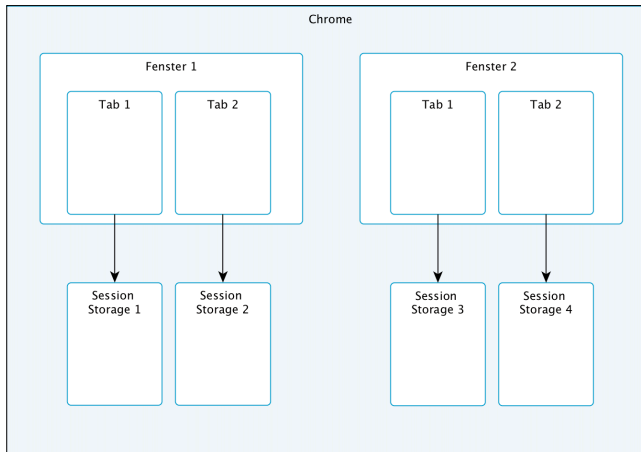 Chrome
Fenster 1
Fenster 2
Tab 1
Tab 2
Tab 1
Tab 2
Session
Storage 1
Session
Storage 2
Session
Storage 3
Session
Storage 4